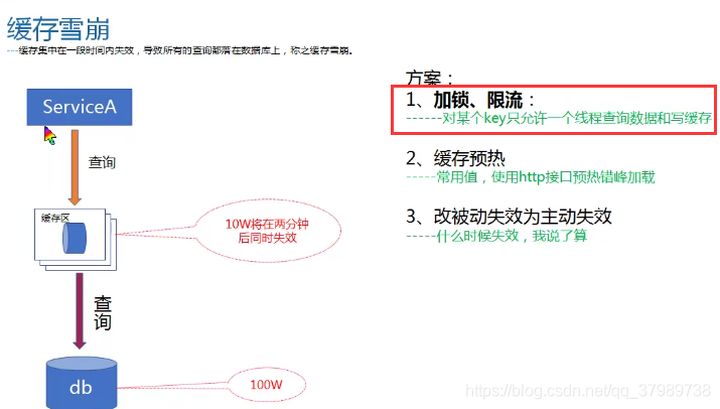 缓存雪崩
----缓存集中在一段时间内失效，导致所有的查询都落在数据库上，称之缓存雪崩。
ServiceA
查询
缓存区
10W将在两分钟
后同时失效
查询
db
100W
方案：
1、加锁、限流：
------对某个key只允许一个线程查询数据和写缓存
2、缓存预热
------常用值，使用http接口预热错峰加载
3、改被动失效为主动失效
------什么时候失效，我说了算
https://blog.csdn.net/qq_37989738